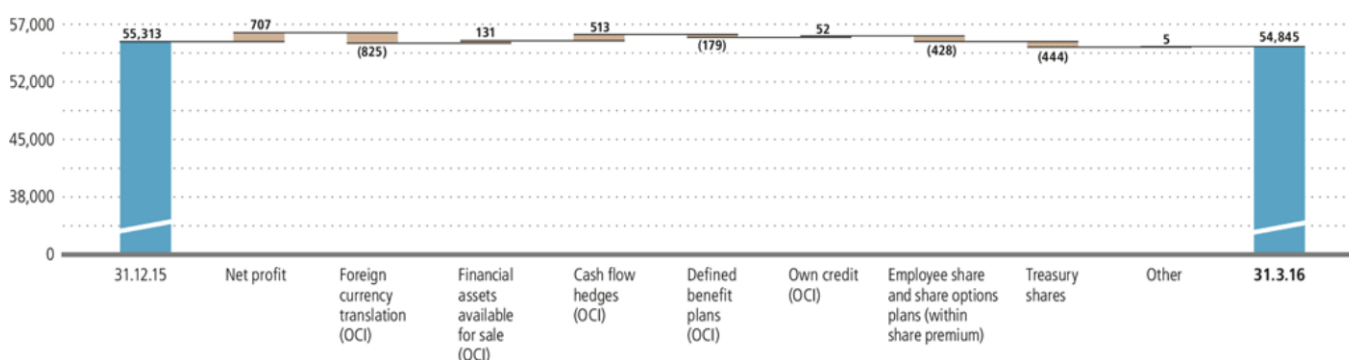 57,000
52,000
45,000
38,000
0
55,313
707
(825)
131
513
(179)
52
(428)
(444)
5
54,845
31.12.15
Net profit
Foreign
currency
translation
(OCI)
Financial
assets
available
for sale
(OCI)
Cash flow
hedges
(OCI)
Defined
benefit
plans
(OCI)
Own credit
(OCI)
Employee share
and share options
plans (within
share premium)
Treasury
shares
Other
31.3.16